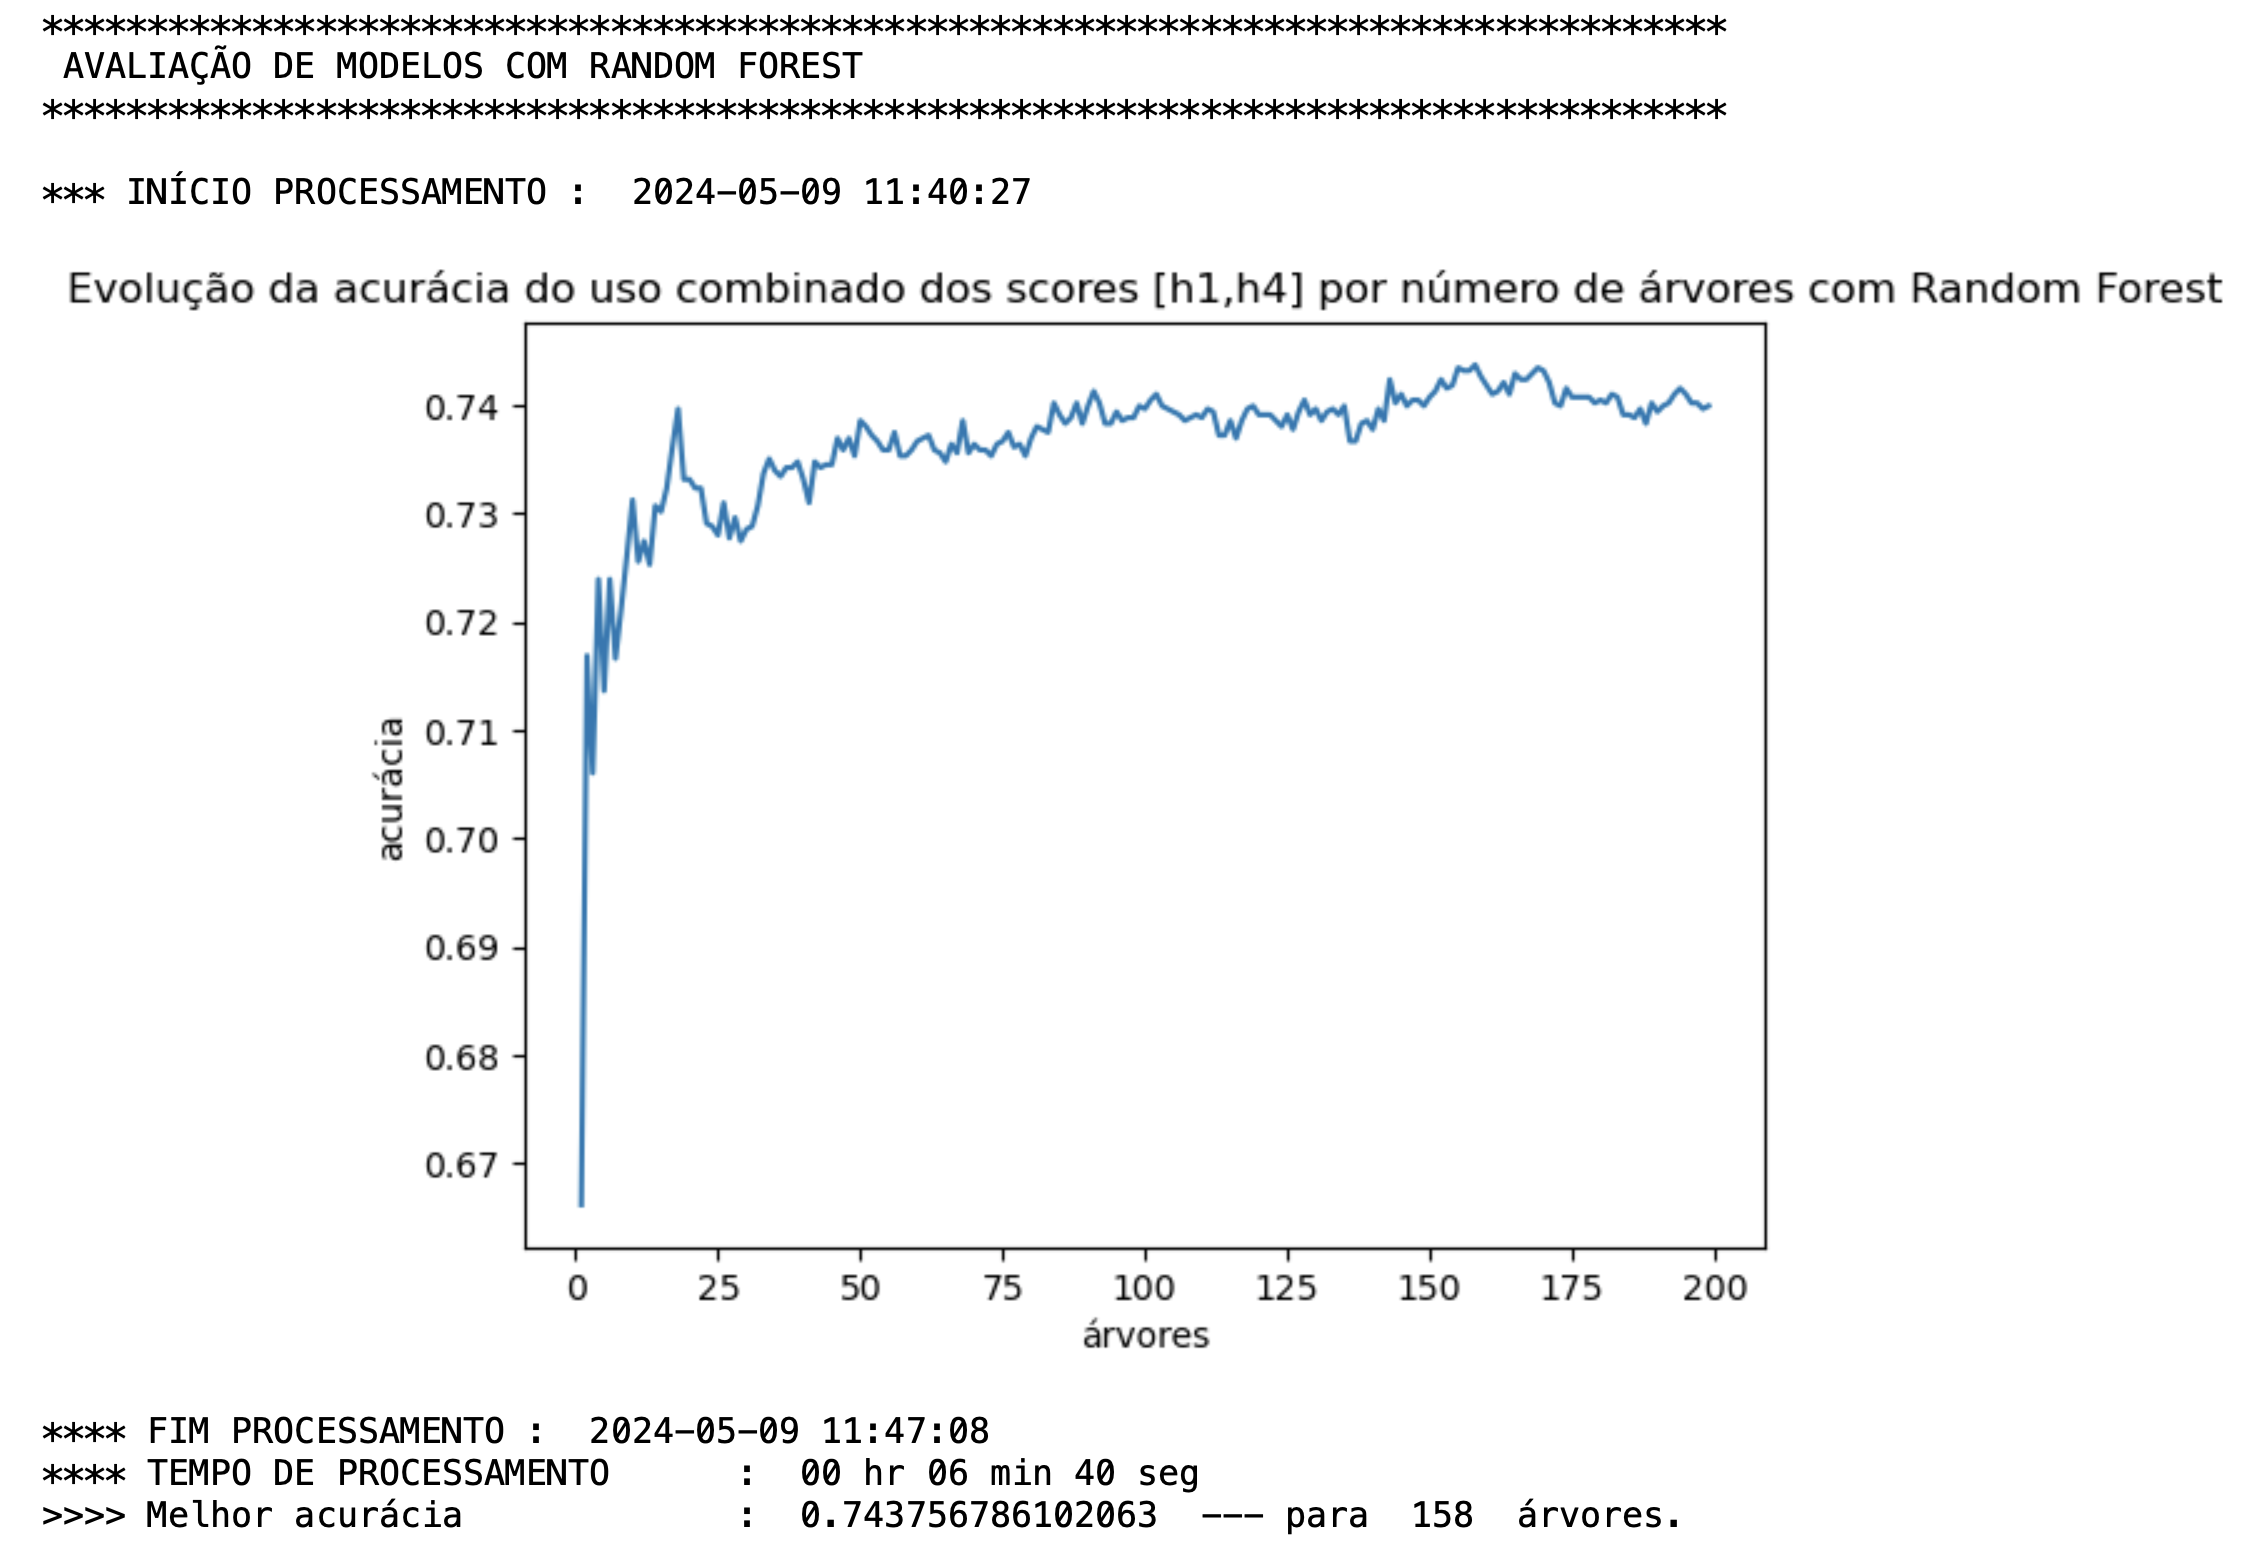 ********************************************************************************
AVALIAÇÃO DE MODELOS COM RANDOM FOREST
********************************************************************************
*** INÍCIO PROCESSAMENTO :  2024-05-09 11:40:27
Evolução da acurácia do uso combinado dos scores [h1,h4] por número de árvores com Random Forest
0.74
0.73
0.72
0.71
0.70
0.69
0.68
0.67
acurácia
0 25 50 75 100 125 150 175 200
árvores
**** FIM PROCESSAMENTO :  2024-05-09 11:47:08
**** TEMPO DE PROCESSAMENTO      :  00 hr 06 min 40 seg
>>>> Melhor acurácia             :  0.743756786102063  --- para  158  árvores.